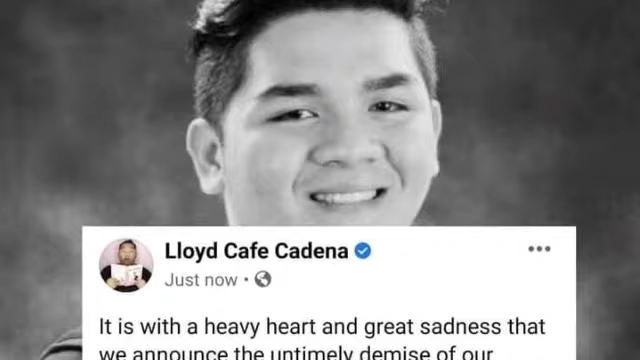 Lloyd Cafe Cadena
Just now ·
It is with a heavy heart and great sadness that
we announce the untimely demise of our